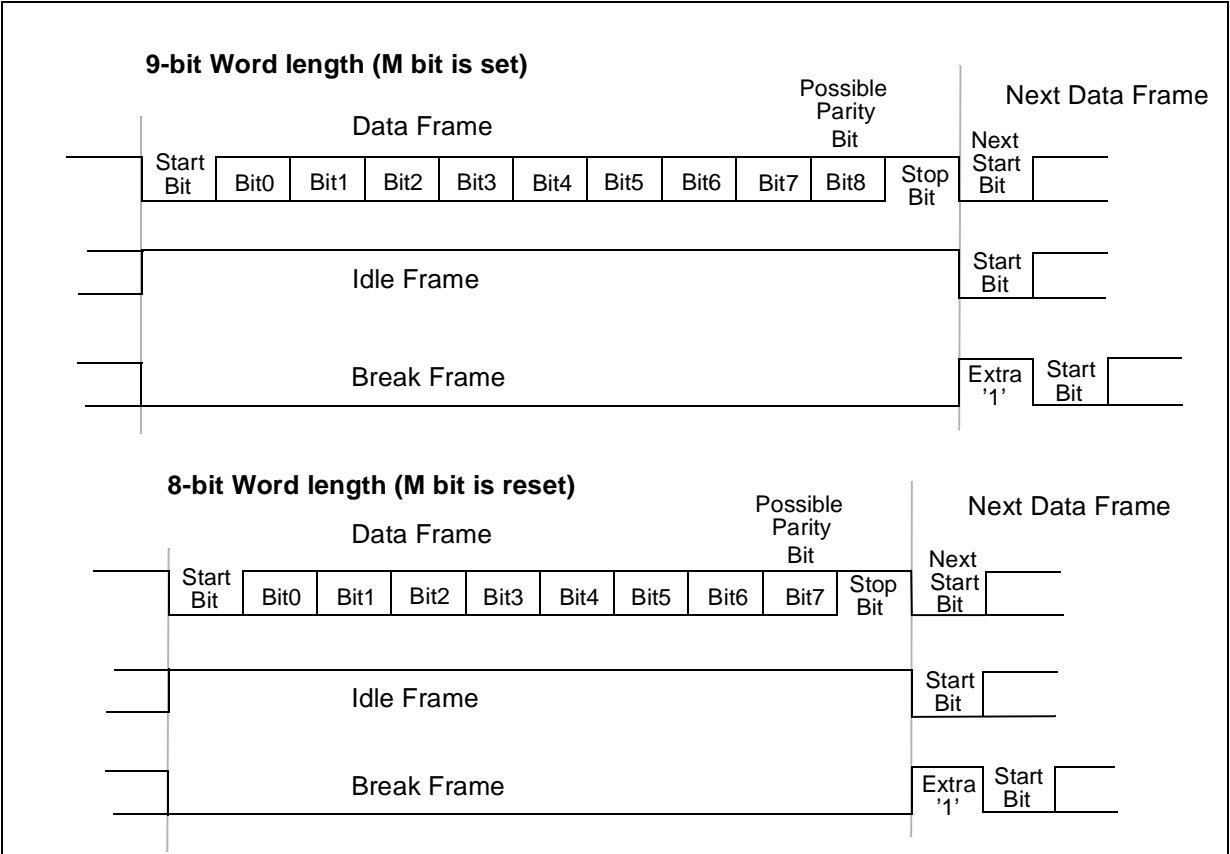 9-bit Word length (M bit is set)
Possible
Parity
Bit
Next Data Frame
Data Frame
Next
Start
Bit
Start
Bit
Bit0 Bit1 Bit2 Bit3 Bit4 Bit5 Bit6 Bit7 Bit8
Stop
Bit
Idle Frame
Start
Bit
Break Frame
Extra
’1’
Start
Bit
8-bit Word length (M bit is reset)
Possible
Parity
Bit
Next Data Frame
Data Frame
Next
Start
Bit
Start
Bit
Bit0 Bit1 Bit2 Bit3 Bit4 Bit5 Bit6 Bit7
Stop
Bit
Idle Frame
Start
Bit
Break Frame
Extra
’1’
Start
Bit